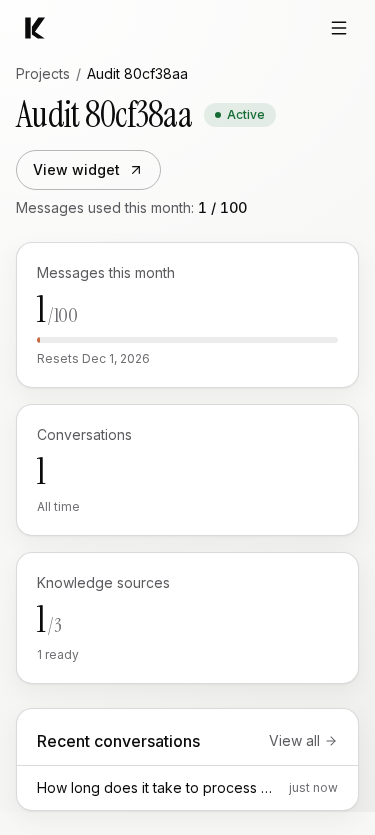 K
Projects / Audit 80cf38aa
Audit 80cf38aa Active
View widget
Messages used this month: 1 / 100
Messages this month
1 /100
Resets Dec 1, 2026
Conversations
1
All time
Knowledge sources
1 /3
1 ready
Recent conversations View all →
How long does it take to process ... just now